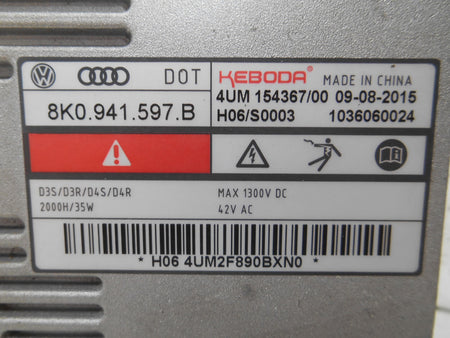 DOT KEBODA MADE IN CHINA
8K0.941.597.B
4UM 154367/00 09-08-2015
H06/S0003 1036060024
D3S/D3R/D4S/D4R
2000H/35W
MAX 1300V DC
42V AC
* H06 4UM2F890BXN0 *